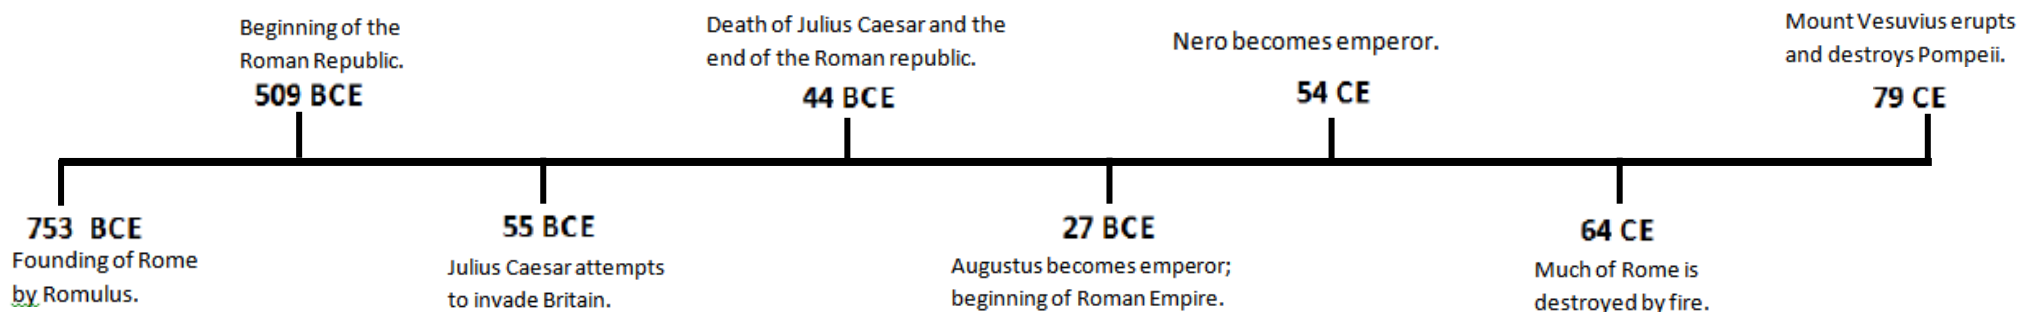 Beginning of the
Roman Republic.
509 BCE
Death of Julius Caesar and the
end of the Roman republic.
44 BCE
Nero becomes emperor.
54 CE
Mount Vesuvius erupts
and destroys Pompeii.
79 CE
753 BCE
Founding of Rome
by Romulus.
55 BCE
Julius Caesar attempts
to invade Britain.
27 BCE
Augustus becomes emperor;
beginning of Roman Empire.
64 CE
Much of Rome is
destroyed by fire.